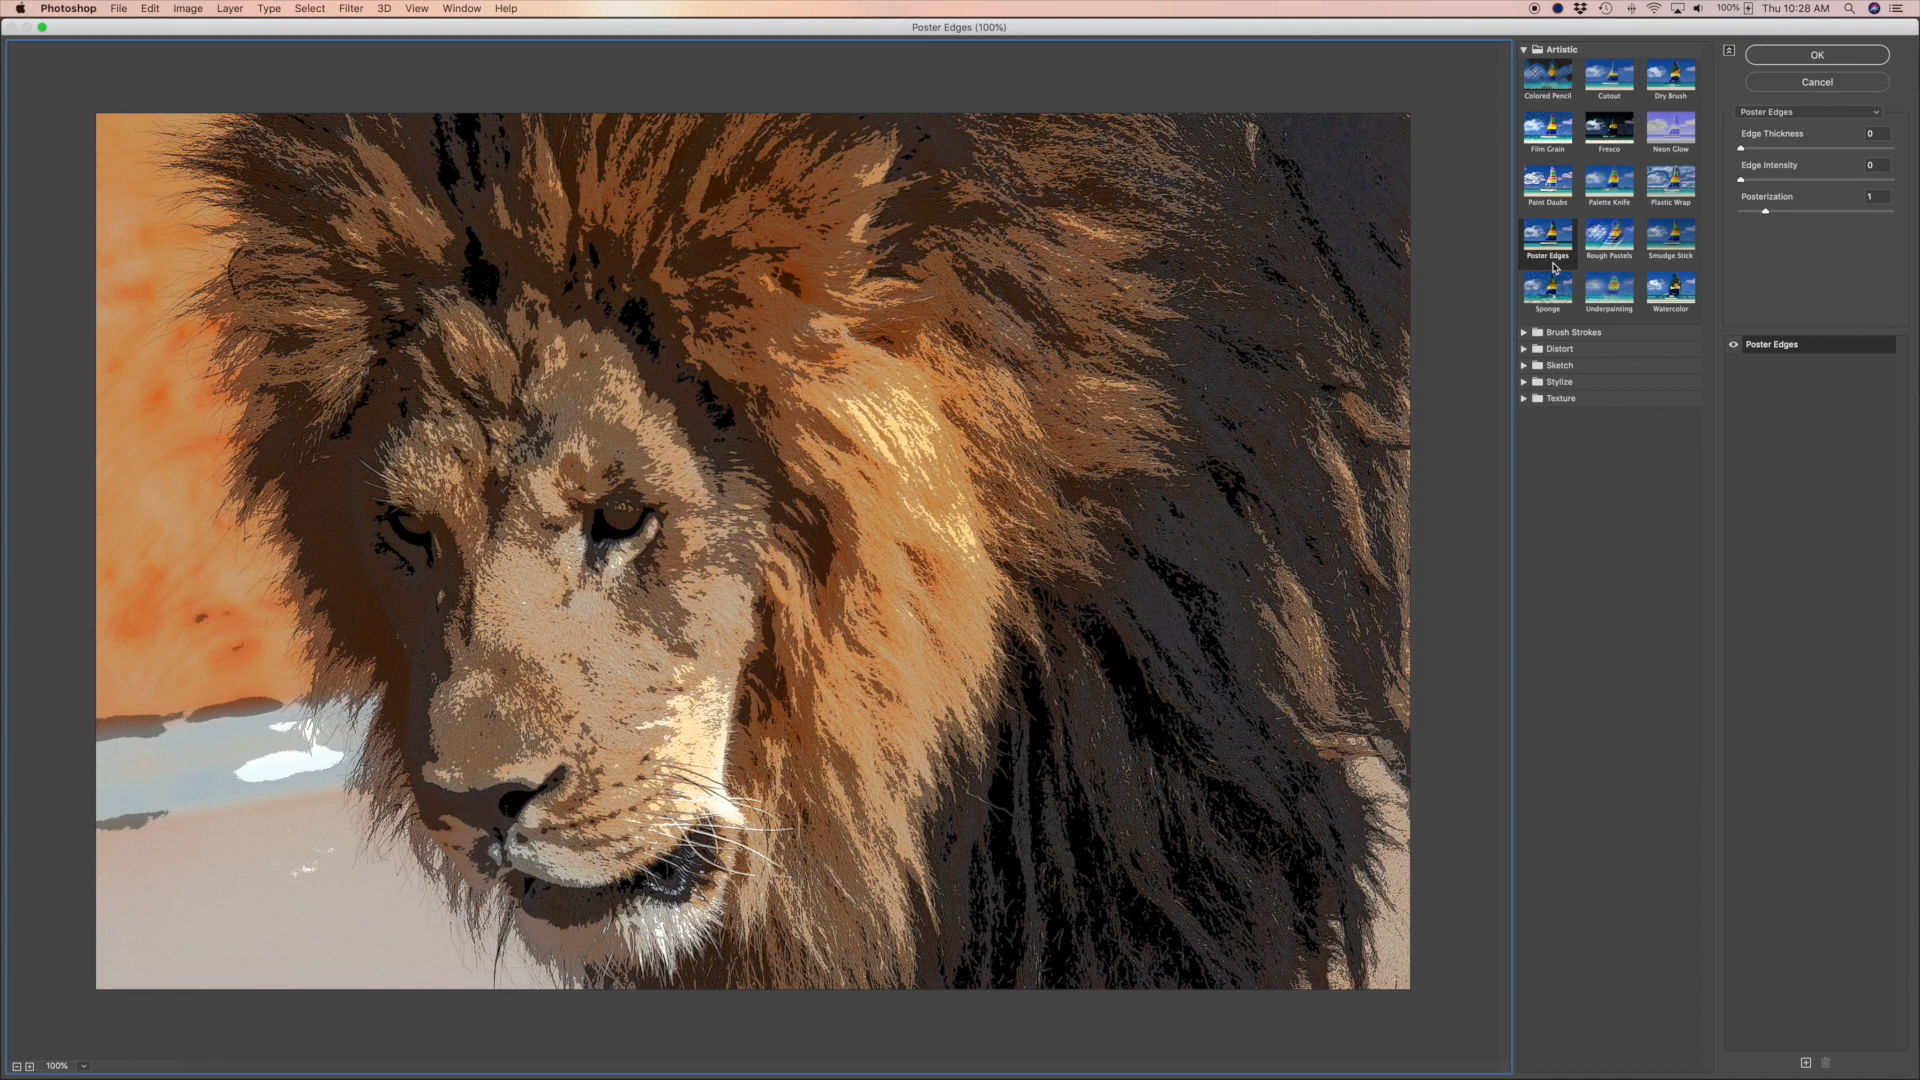 Photoshop File Edit Image Layer Type Select Filter 3D View Window Help 100% Thu 10:28 AM
Poster Edges (100%)
Artistic
Colored Pencil Cutout Dry Brush
Film Grain Fresco Neon Glow
Paint Daubs Palette Knife Plastic Wrap
Poster Edges Rough Pastels Smudge Stick
Sponge Underpainting Watercolor
Brush Strokes
Distort
Sketch
Stylize
Texture
OK
Cancel
Poster Edges
Edge Thickness 0
Edge Intensity 0
Posterization 1
Poster Edges
100%